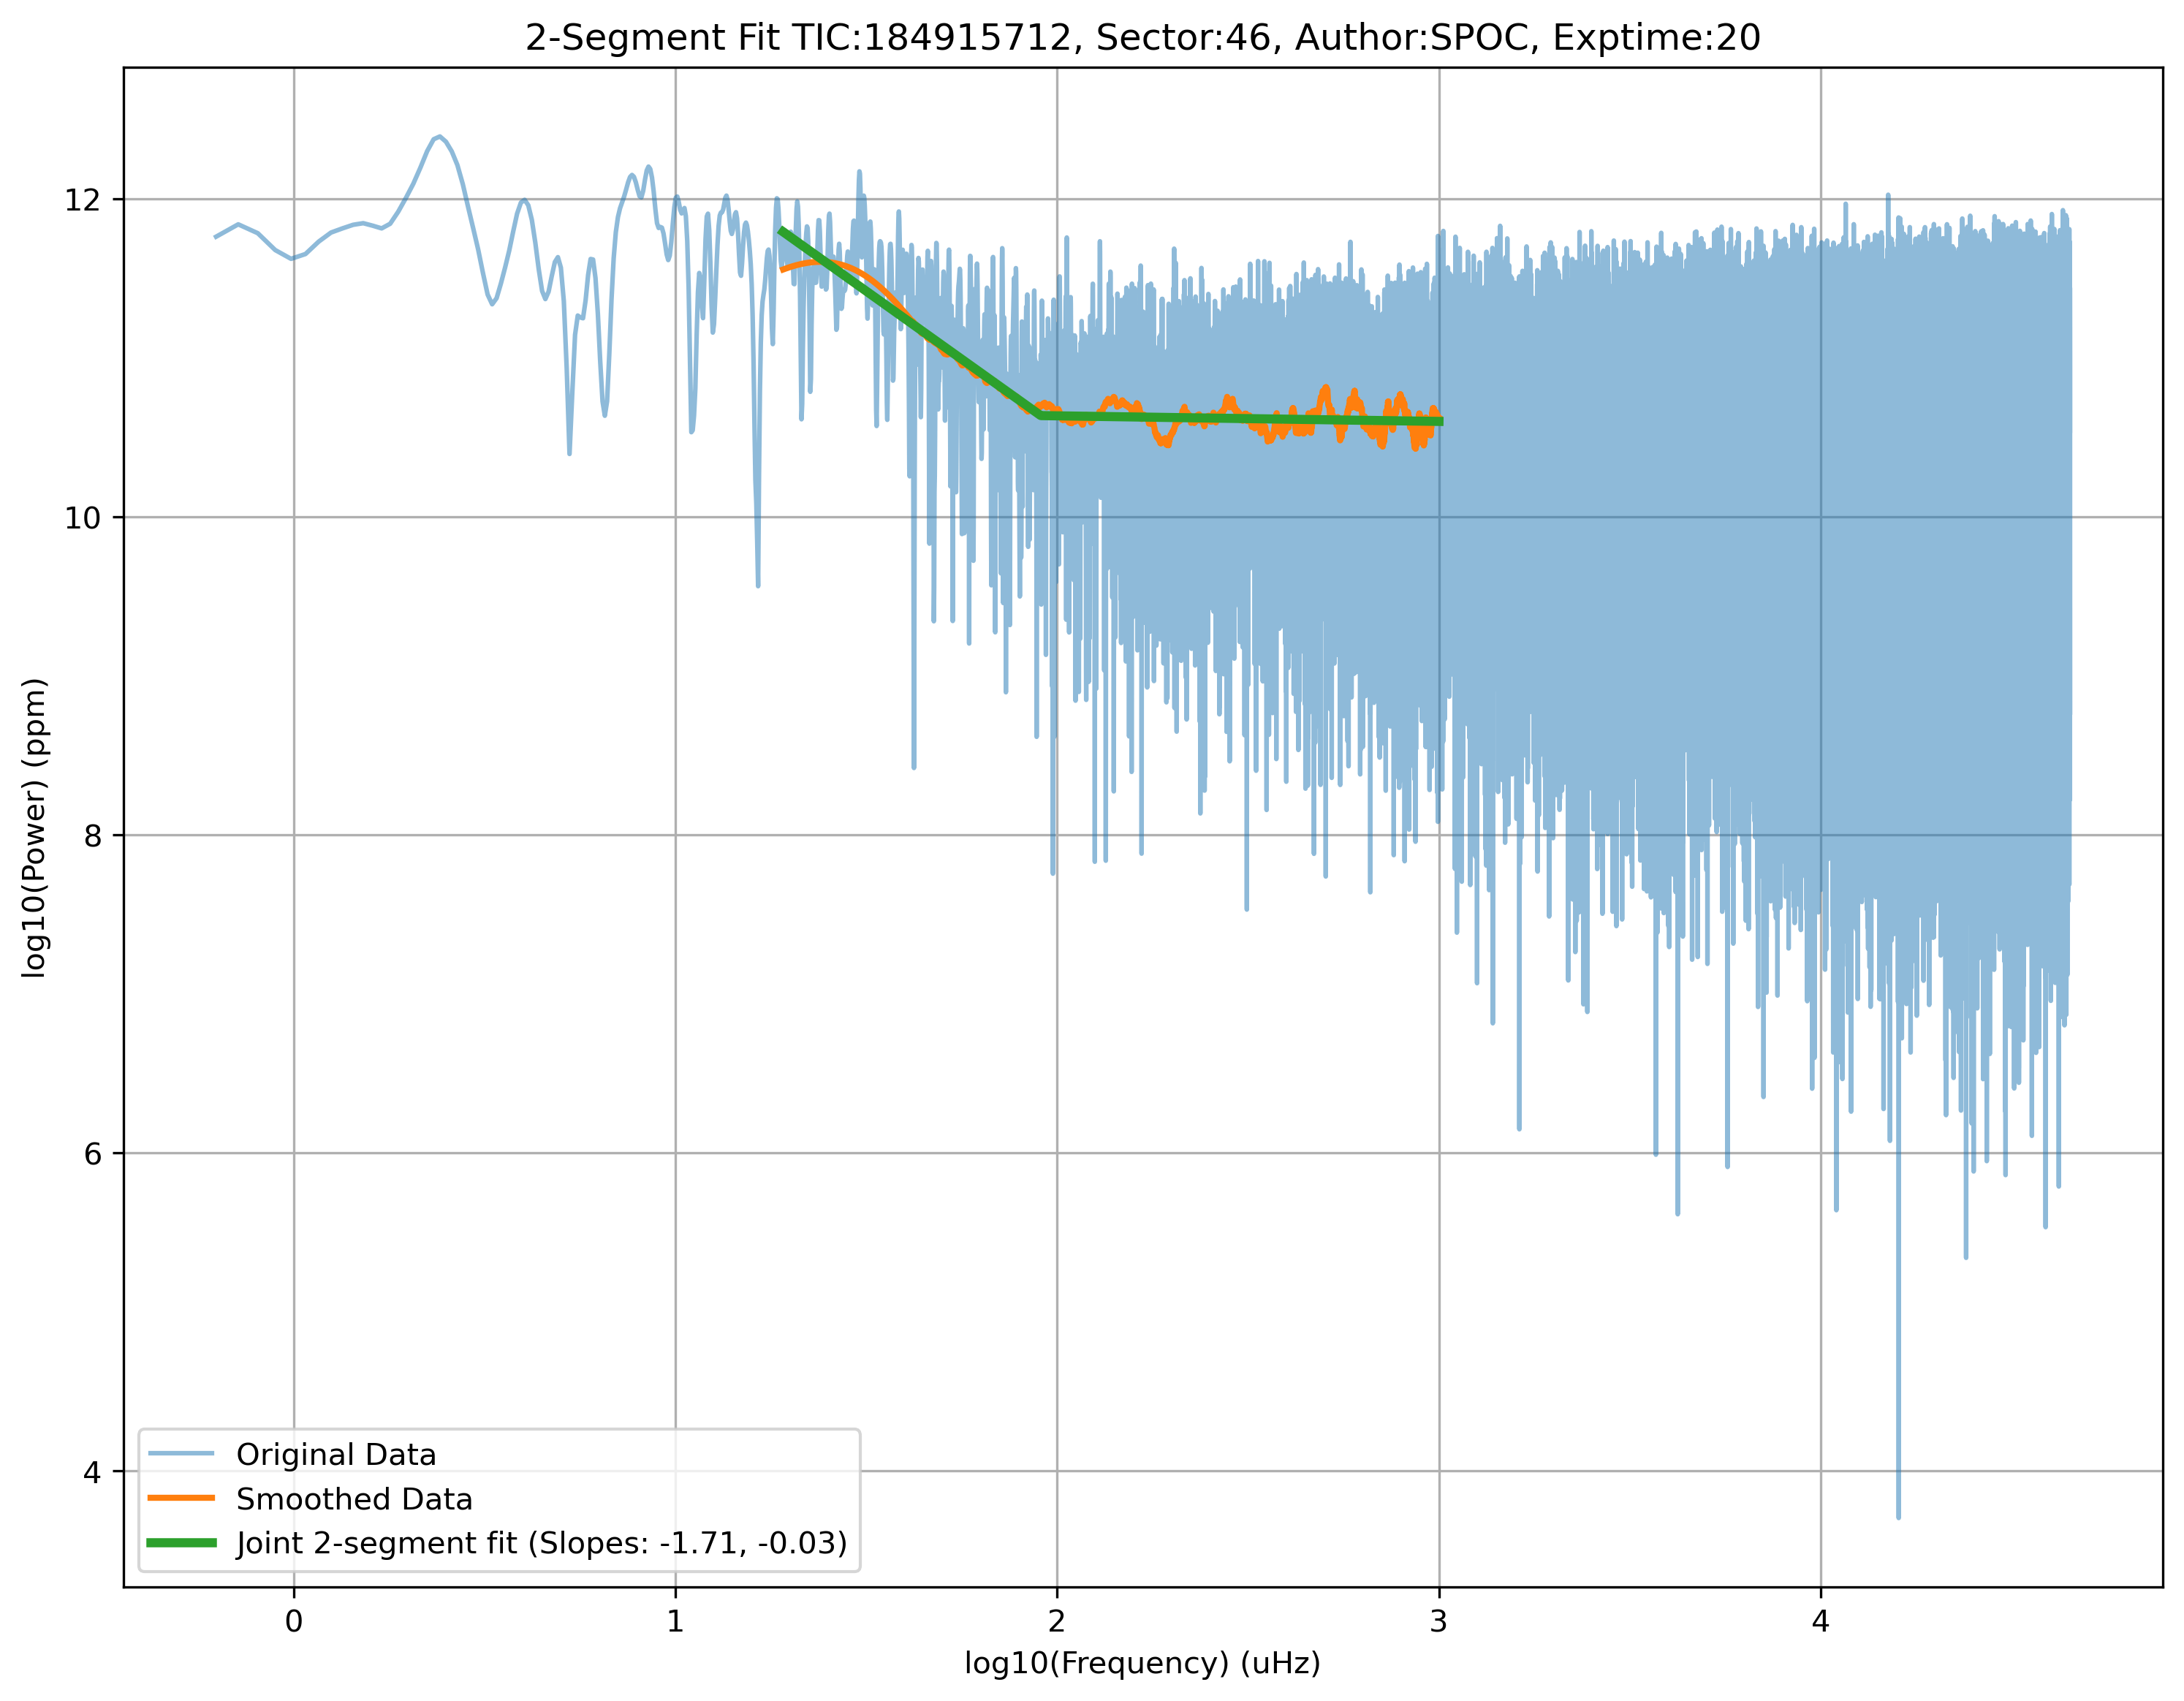 2-Segment Fit TIC:184915712, Sector:46, Author:SPOC, Exptime:20
log10(Power) (ppm)
12
10
8
6
4
Original Data
Smoothed Data
Joint 2-segment fit (Slopes: -1.71, -0.03)
0 1 2 3 4
log10(Frequency) (uHz)